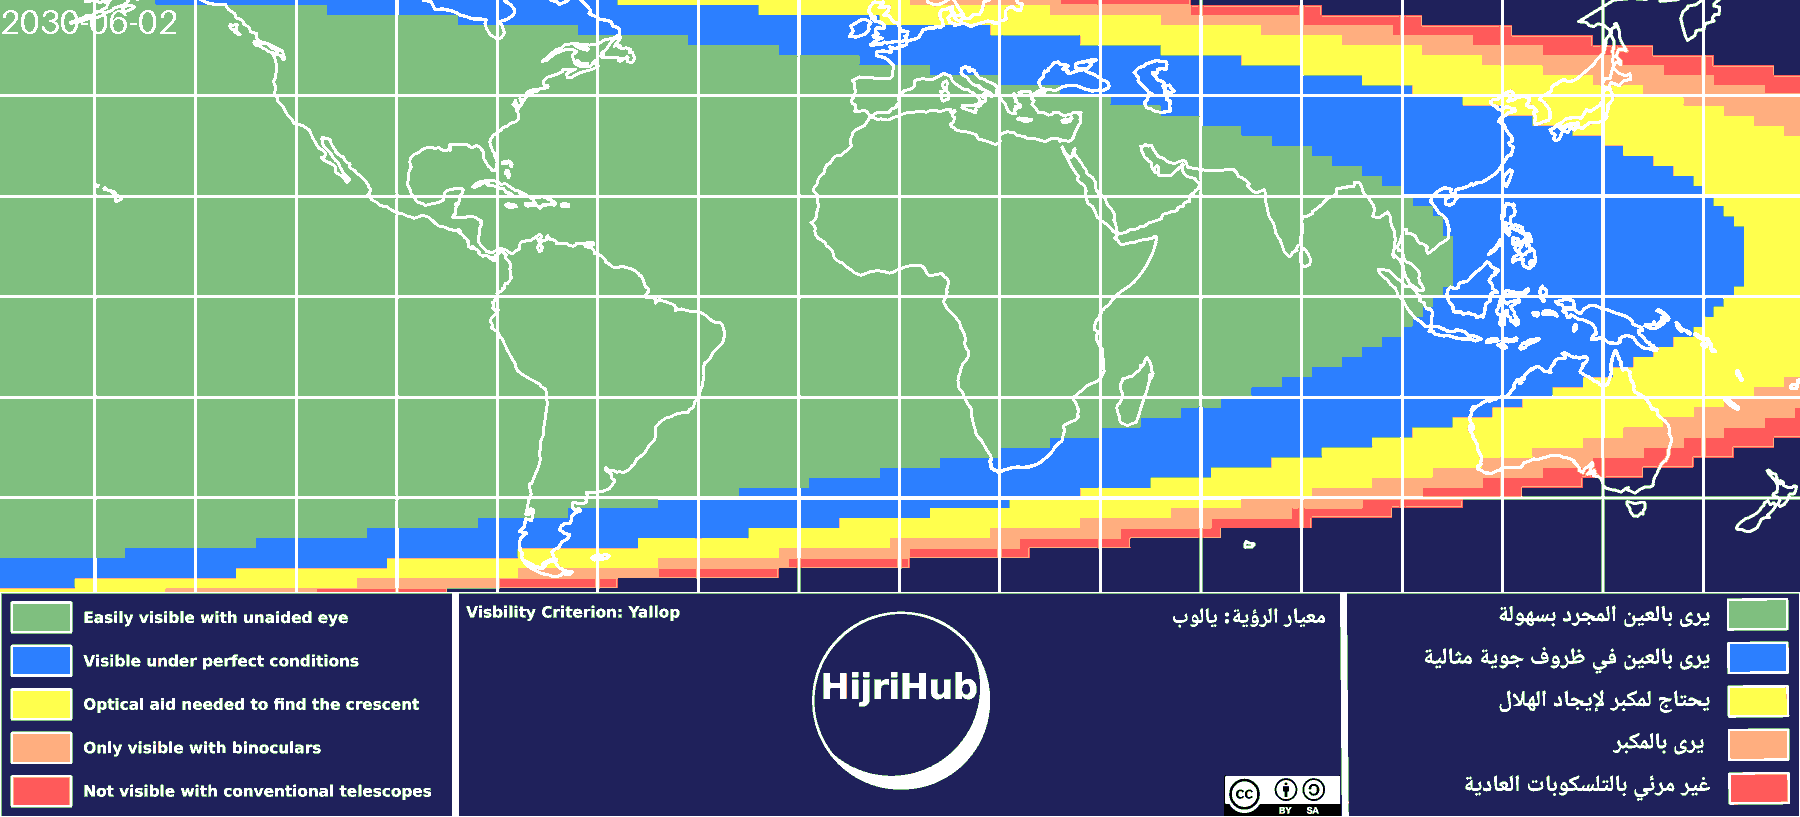 2030-06-02
Easily visible with unaided eye
Visible under perfect conditions
Optical aid needed to find the crescent
Only visible with binoculars
Not visible with conventional telescopes
Visbility Criterion: Yallop
معيار الرؤية: يالوب
HijriHub
cc
BY SA
يرى بالعين المجرد بسهولة
يرى بالعين في ظروف جوية مثالية
يحتاج لمكبر لإيجاد الهلال
يرى بالمكبر
غير مرئي بالتلسكوبات العادية